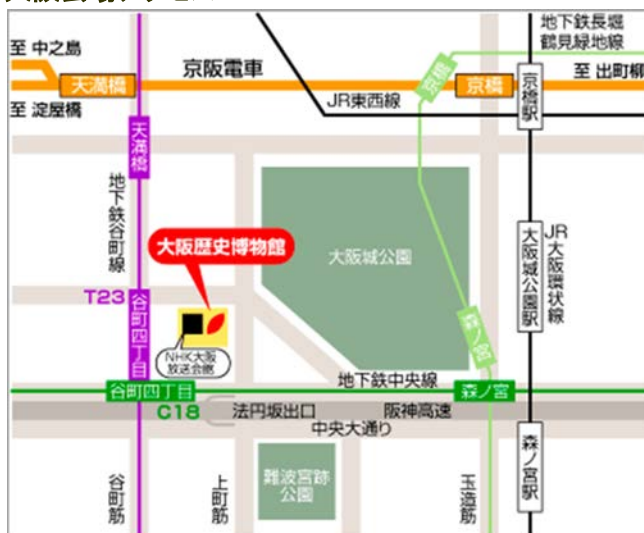 地下鉄長堀
鶴見緑地線
至 中之島
京阪電車
京橋
天満橋
京橋
至 出町柳
JR東西線
京橋駅
至 淀屋橋
天満橋
地下鉄谷町線
大阪歴史博物館
大阪城公園
大阪城公園駅
JR大阪環状線
T23
谷町四丁目
NHK大阪
放送会館
森ノ宮
地下鉄中央線
谷町四丁目
森ノ宮
C18
法円坂出口
阪神高速
中央大通り
森ノ宮駅
難波宮跡
公園
谷町筋
上町筋
玉造筋